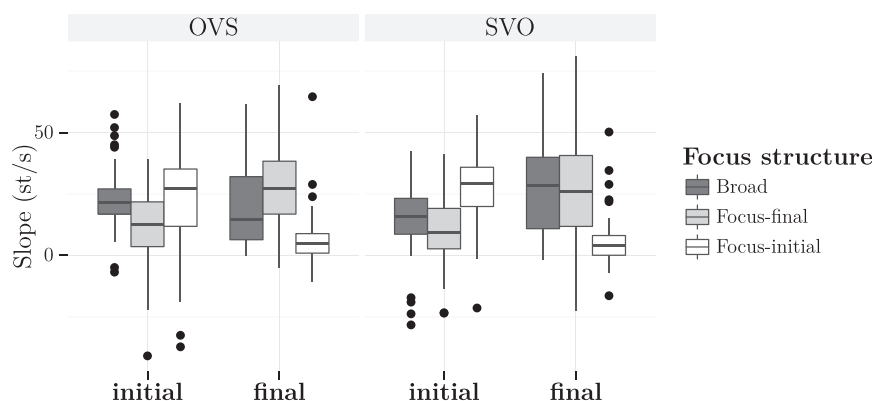 OVS SVO
50
0
Slope (st/s)
initial final initial final
Focus structure
Broad
Focus-final
Focus-initial